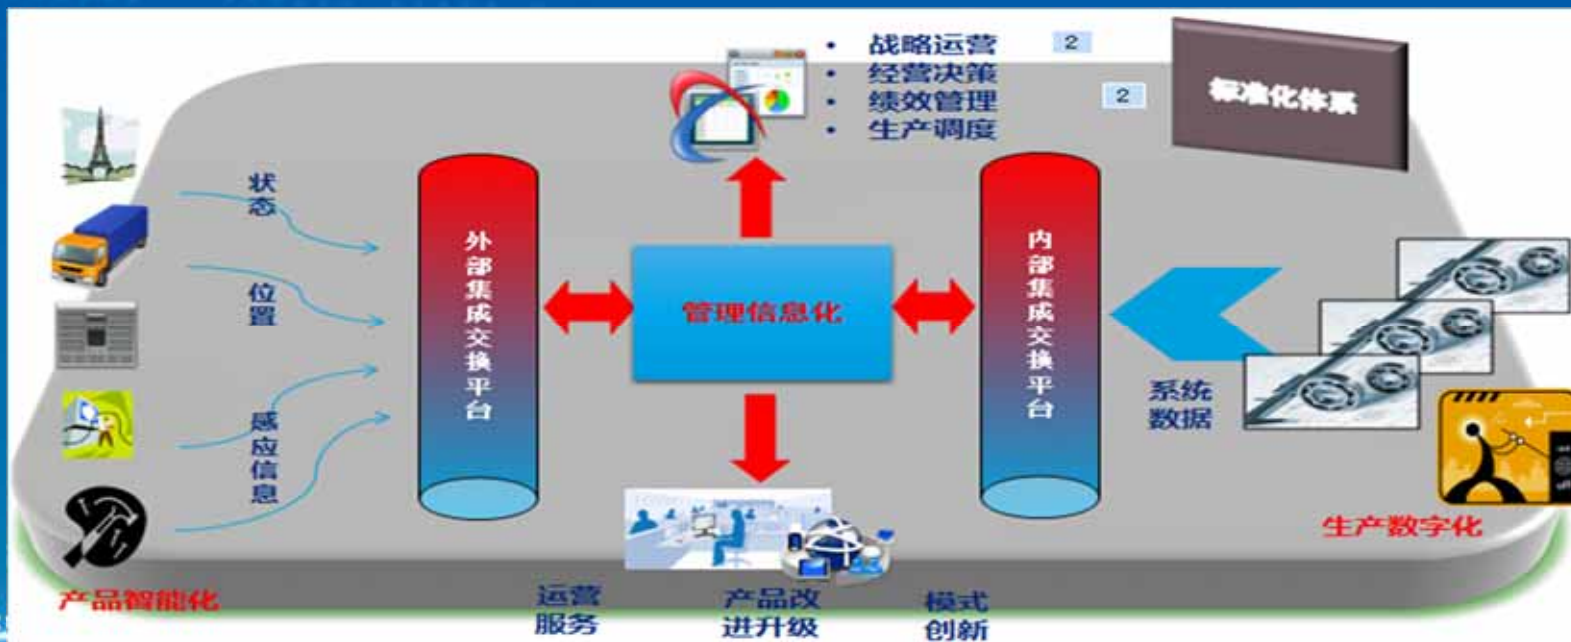 战略运营
2
经营决策
绩效管理
2
生产调度
标准化体系
状态
位置
感应信息
外部集成交换平台
管理信息化
内部集成交换平台
系统
数据
产品智能化
生产数字化
运营
服务
产品改
进升级
模式
创新